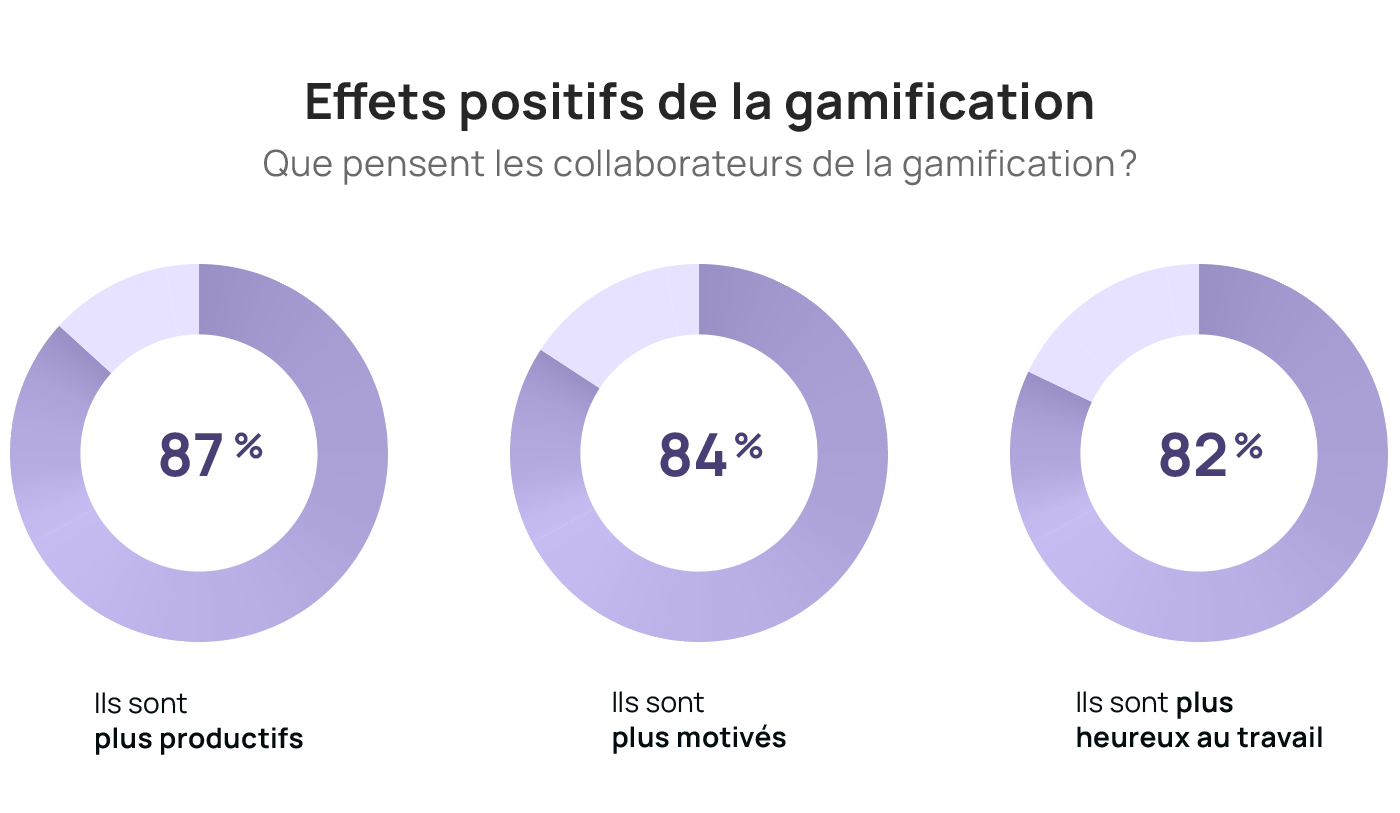 Effets positifs de la gamification
Que pensent les collaborateurs de la gamification ?
87 %
84 %
82 %
Ils sont
plus productifs
Ils sont
plus motivés
Ils sont plus
heureux au travail